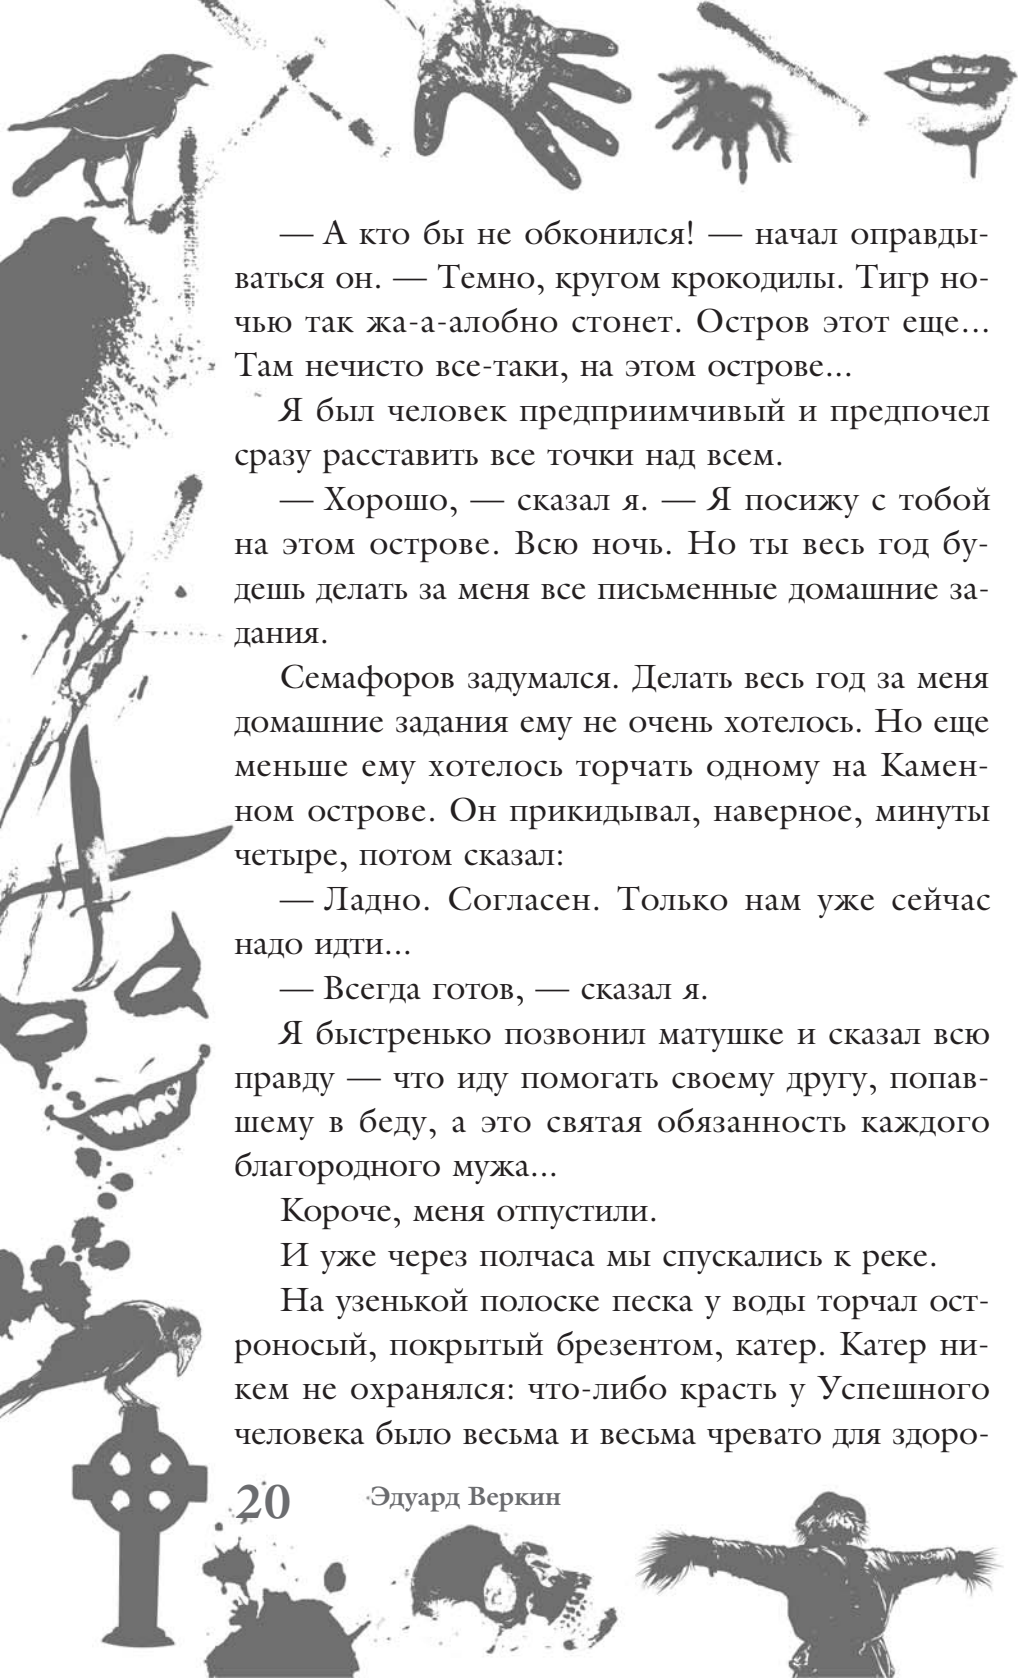 — А кто бы не обконился! — начал оправды-
ваться он. — Темно, кругом крокодилы. Тигр но-
чью так жа-а-алобно стонет. Остров этот еще...
Там нечисто все-таки, на этом острове...
Я был человек предприимчивый и предпочел
сразу расставить все точки над всем.
— Хорошо, — сказал я. — Я посижу с тобой
на этом острове. Всю ночь. Но ты весь год бу-
дешь делать за меня все письменные домашние за-
дания.
Семафоров задумался. Делать весь год за меня
домашние задания ему не очень хотелось. Но еще
меньше ему хотелось торчать одному на Камен-
ном острове. Он прикидывал, наверное, минуты
четыре, потом сказал:
— Ладно. Согласен. Только нам уже сейчас
надо идти...
— Всегда готов, — сказал я.
Я быстренько позвонил матушке и сказал всю
правду — что иду помогать своему другу, попав-
шему в беду, а это святая обязанность каждого
благородного мужа...
Короче, меня отпустили.
И уже через полчаса мы спускались к реке.
На узенькой полоске песка у воды торчал ост-
роносый, покрытый брезентом, катер. Катер ни-
кем не охранялся: что-либо красть у Успешного
человека было весьма и весьма чревато для здоро-
20 Эдуард Веркин